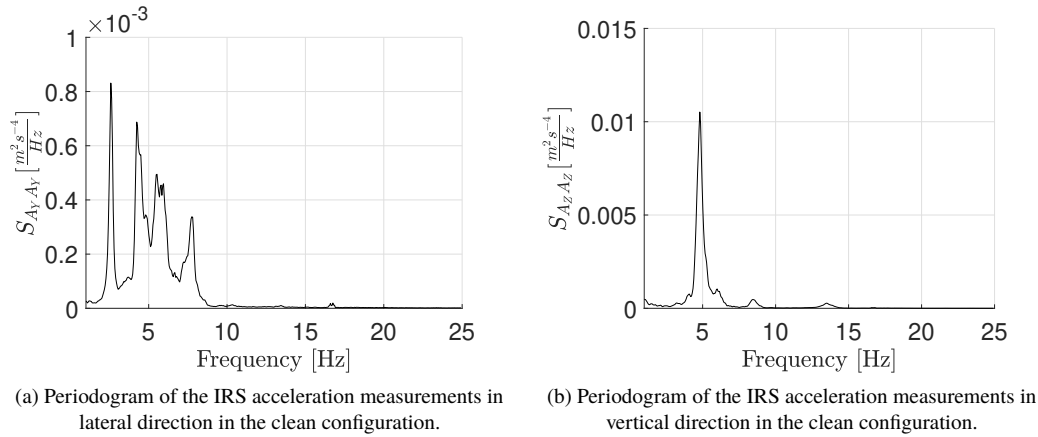 ×10-3
1
0.8
0.6
0.4
0.2
0
5
10
15
20
25
Frequency [Hz]
S_{A_Y A_Y} [\frac{m^2 s^{-4}}{Hz}]
(a) Periodogram of the IRS acceleration measurements in
lateral direction in the clean configuration.
0.015
0.01
0.005
0
5
10
15
20
25
Frequency [Hz]
S_{A_Z A_Z} [\frac{m^2 s^{-4}}{Hz}]
(b) Periodogram of the IRS acceleration measurements in
vertical direction in the clean configuration.